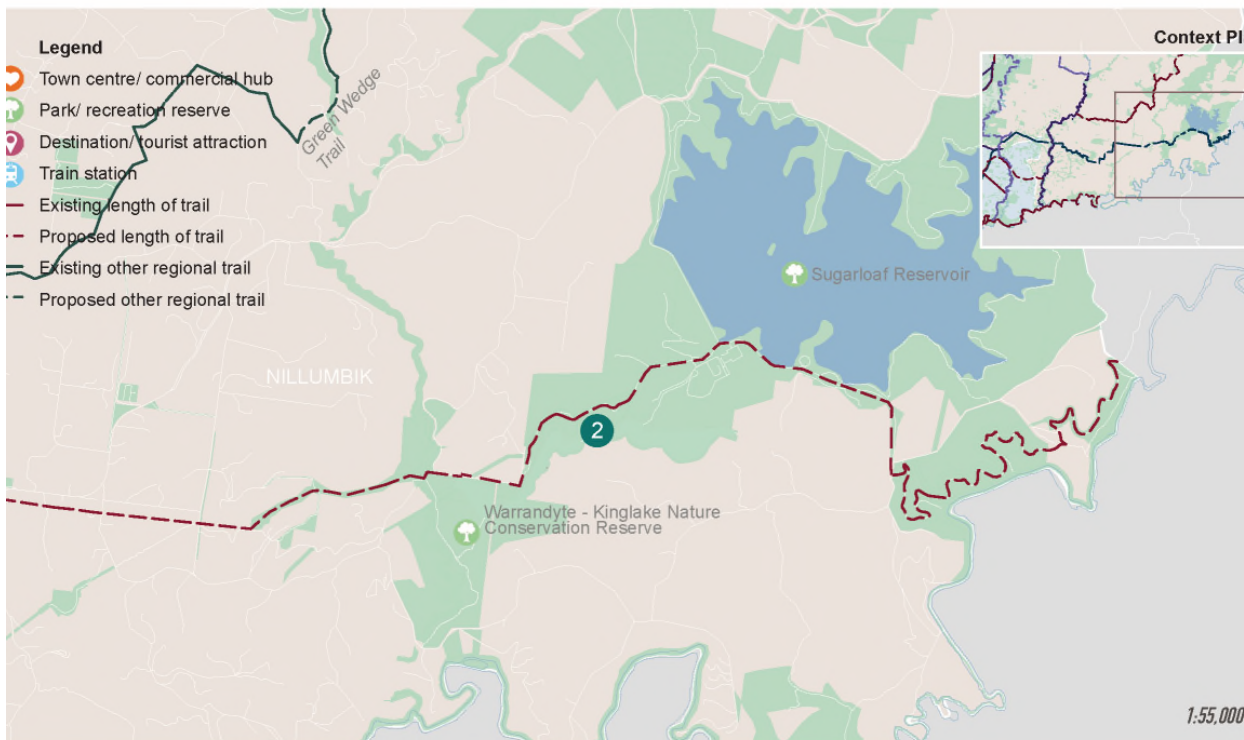 Legend
Town centre/ commercial hub
Park/ recreation reserve
Destination/ tourist attraction
Train station
Existing length of trail
Proposed length of trail
Existing other regional trail
Proposed other regional trail
Green Wedge
Trail
Context Pl
Sugarloaf Reservoir
NILLUMBIK
2
Warrandyte - Kinglake Nature
Conservation Reserve
1:55,000